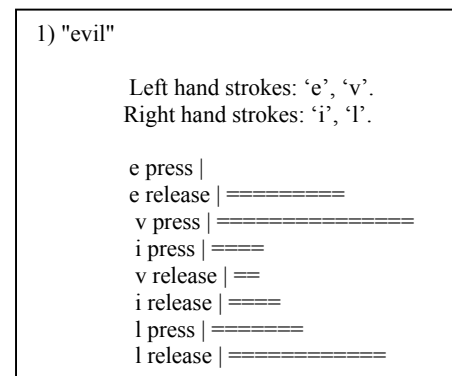 1) "evil"
Left hand strokes: ‘e’, ‘v’.
Right hand strokes: ‘i’, ‘l’.
e press |
e release | =========
v press | ===============
i press | ====
v release | ==
i release | ====
l press | =======
l release | ============